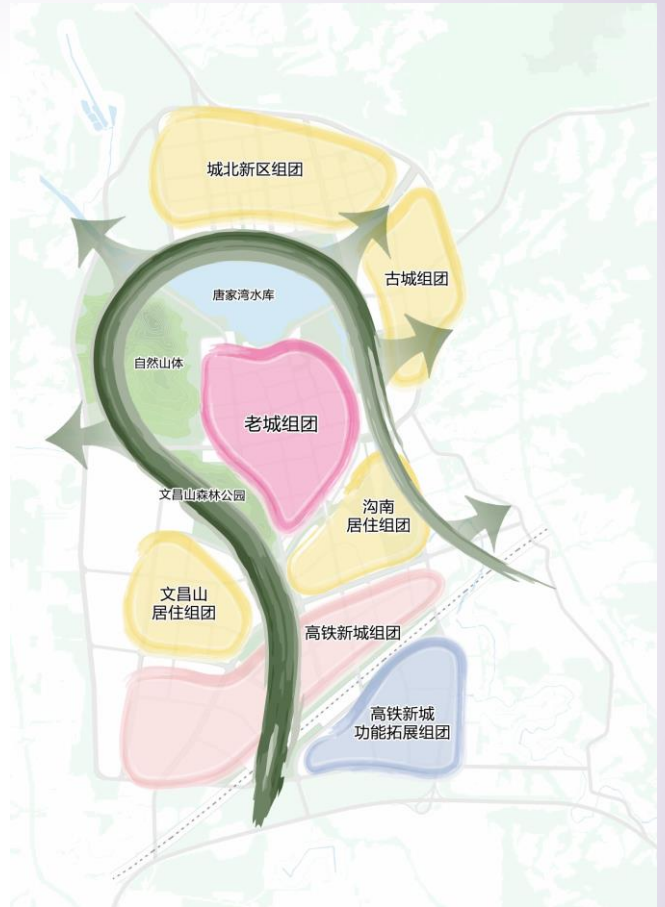 城北新区组团
古城组团
唐家湾水库
自然山体
老城组团
文昌山森林公园
沟南
居住组团
文昌山
居住组团
高铁新城组团
高铁新城
功能拓展组团